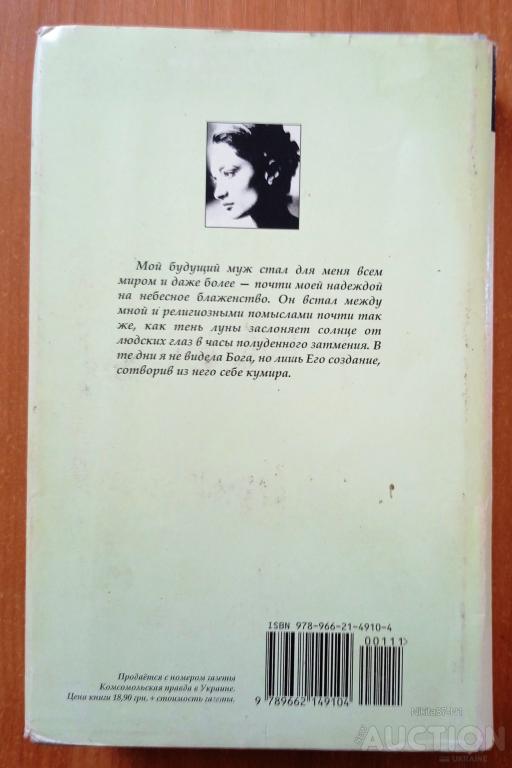 Мой будущий муж стал для меня всем
миром и даже более — почти моей надеждой
на небесное блаженство. Он встал между
мной и религиозными помыслами почти так
же, как тень луны заслоняет солнце от
людских глаз в часы полуденного затмения. В
те дни я не видела Бога, но лишь Его создание,
сотворив из него себе кумира.
ISBN 978-966-21-4910-4
00111
Продаётся с номером газеты
Комсомольская правда в Украине.
Цена книги 18,90 грн. + стоимость газеты.
9 789662 149104
Nikita37-N1
AUCTION
UKRAINE